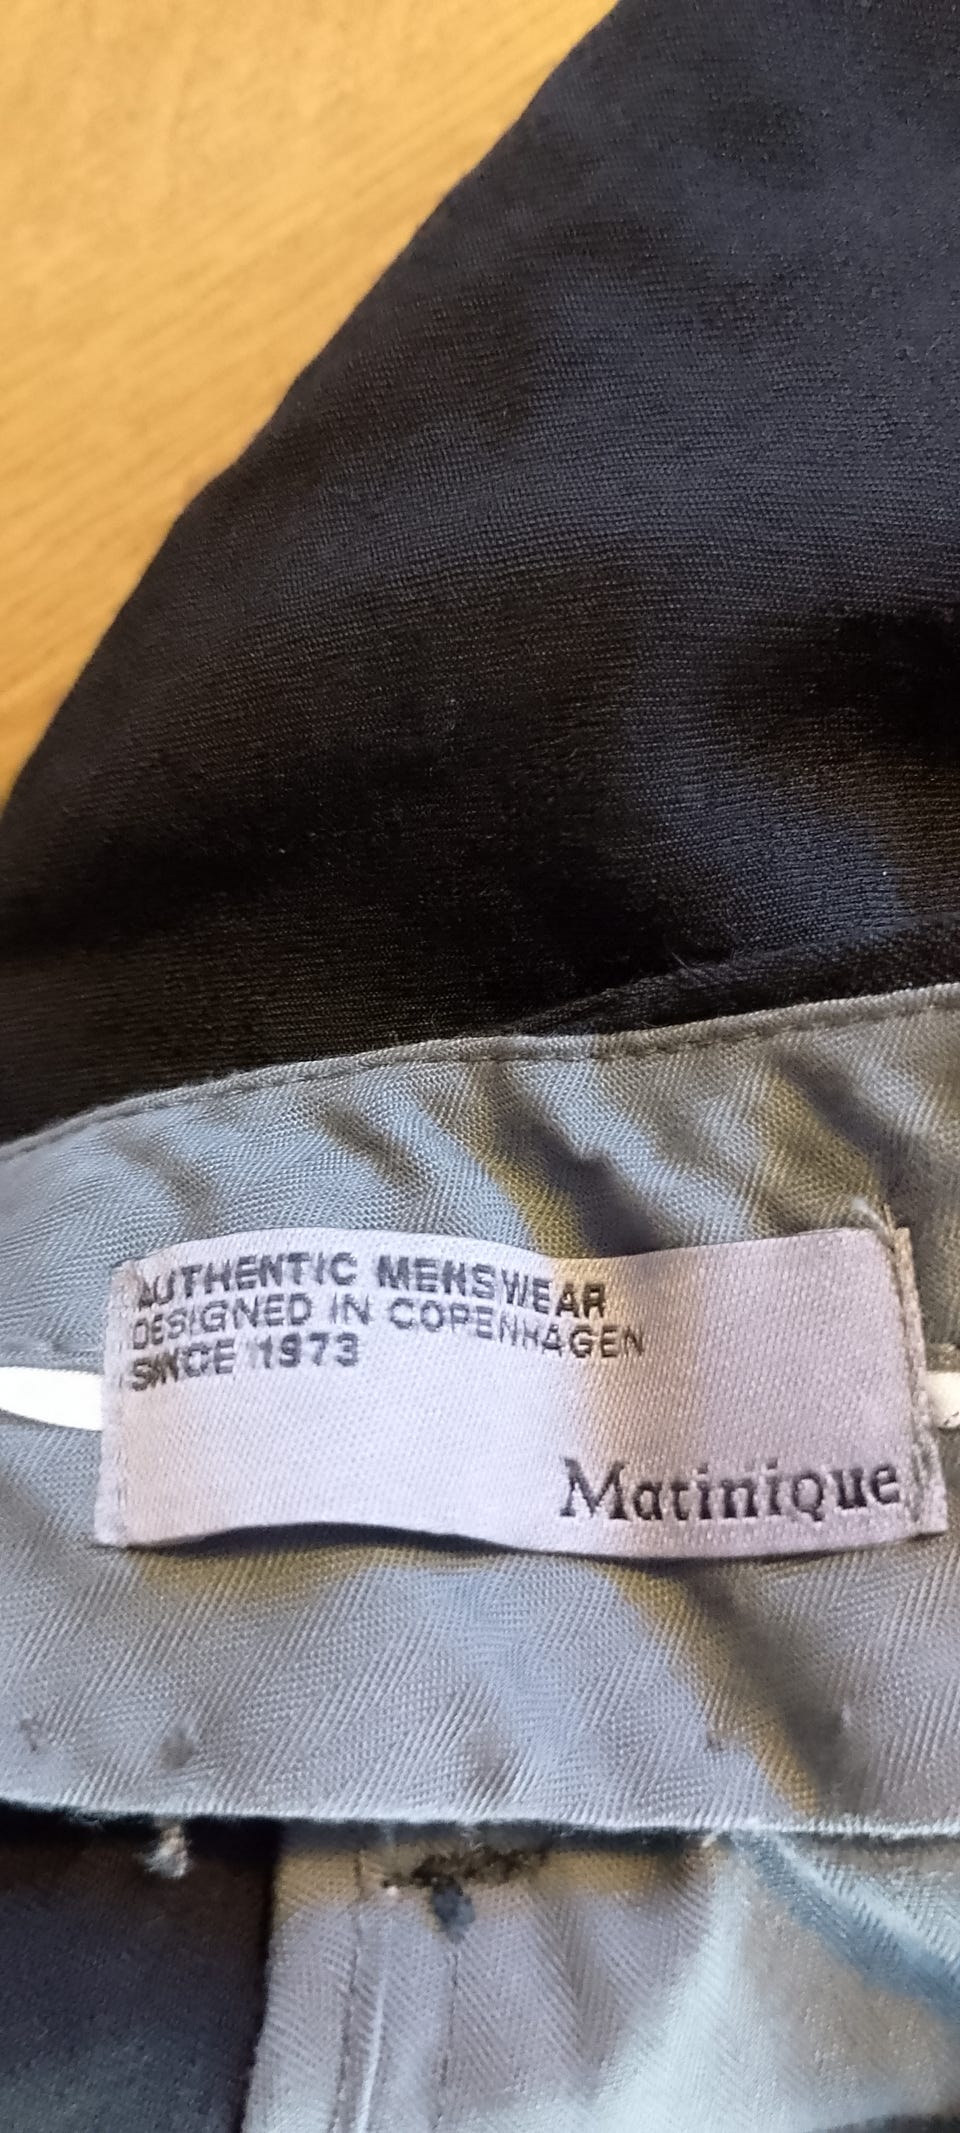 AUTHENTIC MENSWEAR
DESIGNED IN COPENHAGEN
SINCE 1973
Matinique